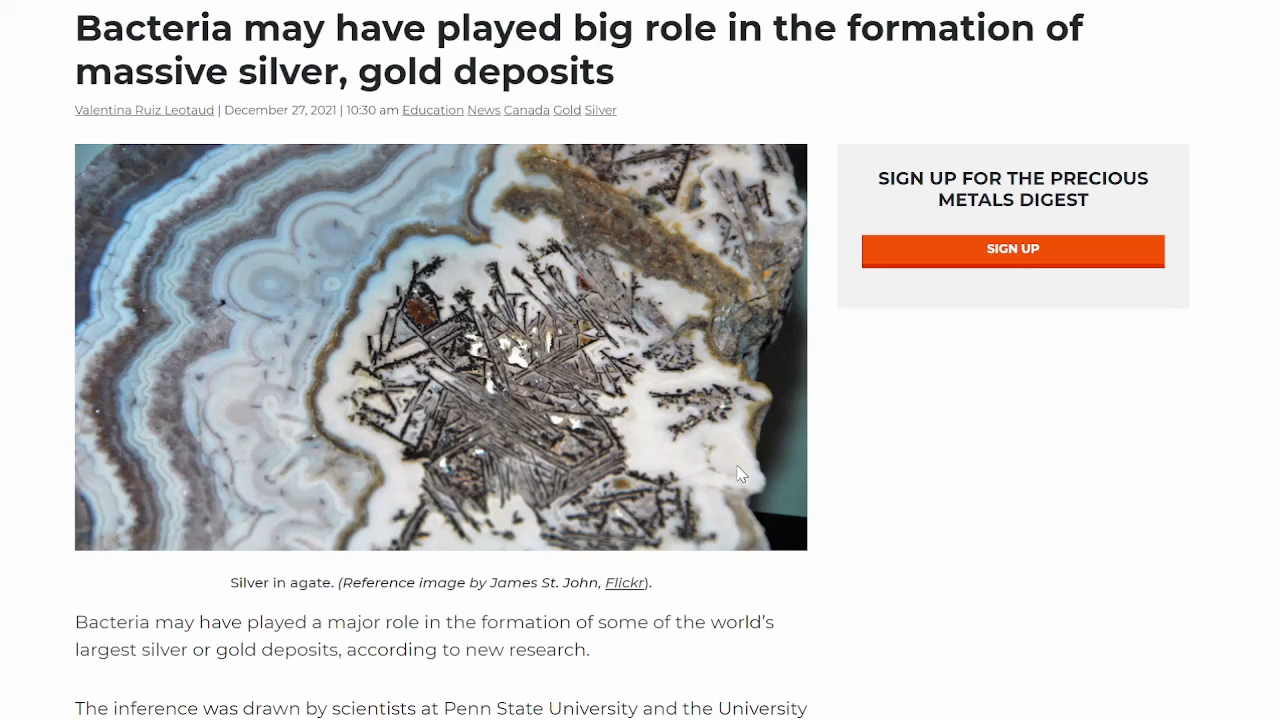 Bacteria may have played big role in the formation of
massive silver, gold deposits
Valentina Ruiz Leotaud | December 27, 2021 | 10:30 am Education News Canada Gold Silver
SIGN UP FOR THE PRECIOUS
METALS DIGEST
SIGN UP
Silver in agate. (Reference image by James St. John, Flickr).
Bacteria may have played a major role in the formation of some of the world’s
largest silver or gold deposits, according to new research.
The inference was drawn by scientists at Penn State University and the University